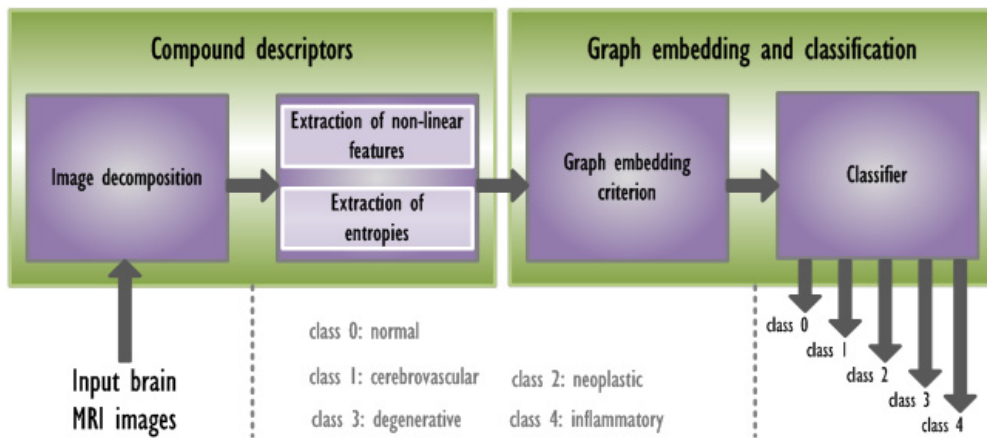 Compound descriptors
Graph embedding and classification
Image decomposition
Extraction of non-linear
features
Extraction of
entropies
Graph embedding
criterion
Classifier
Input brain
MRI images
class 0: normal
class 1: cerebrovascular
class 2: neoplastic
class 3: degenerative
class 4: inflammatory
class 0
class 1
class 2
class 3
class 4